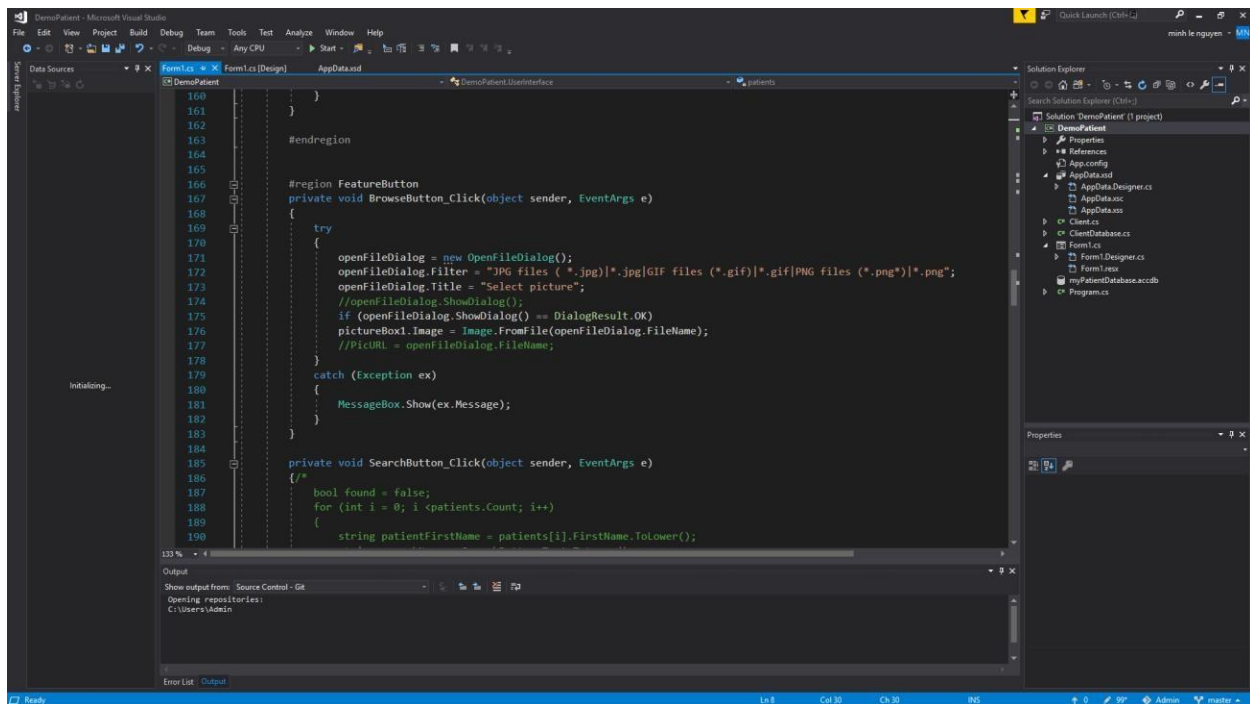 DemoPatient - Microsoft Visual Studio
Quick Launch (Ctrl+Q)
File Edit View Project Build Debug Team Tools Test Analyze Window Help
minh le nguyen
MN
Debug Any CPU Start
Server Explorer
Data Sources
Initializing...
Form1.cs Form1.cs [Design] AppData.xsd
DemoPatient DemoPatient.UserInterface patients
160 }
161 }
162
163 #endregion
164
165
166 #region FeatureButton
167 private void BrowseButton_Click(object sender, EventArgs e)
168 {
169 try
170 {
171 openFileDialog = new OpenFileDialog();
172 openFileDialog.Filter = "JPG files ( *.jpg)|*.jpg|GIF files (*.gif)|*.gif|PNG files (*.png*)|*.png";
173 openFileDialog.Title = "Select picture";
174 //openFileDialog.ShowDialog();
175 if (openFileDialog.ShowDialog() == DialogResult.OK)
176 pictureBox1.Image = Image.FromFile(openFileDialog.FileName);
177 //PicURL = openFileDialog.FileName;
178 }
179 catch (Exception ex)
180 {
181 MessageBox.Show(ex.Message);
182 }
183 }
184
185 private void SearchButton_Click(object sender, EventArgs e)
186 {/*
187 bool found = false;
188 for (int i = 0; i <patients.Count; i++)
189 {
190 string patientFirstName = patients[i].FirstName.ToLower();
133 %
Output
Show output from: Source Control - Git
Opening repositories:
C:\Users\Admin
Error List Output
Solution Explorer
Search Solution Explorer (Ctrl+;)
Solution 'DemoPatient' (1 project)
DemoPatient
Properties
References
App.config
AppData.xsd
AppData.Designer.cs
AppData.xsc
AppData.xss
Client.cs
ClientDatabase.cs
Form1.cs
Form1.Designer.cs
Form1.resx
myPatientDatabase.accdb
Program.cs
Properties
Ready Ln 8 Col 30 Ch 30 INS 0 99* Admin master